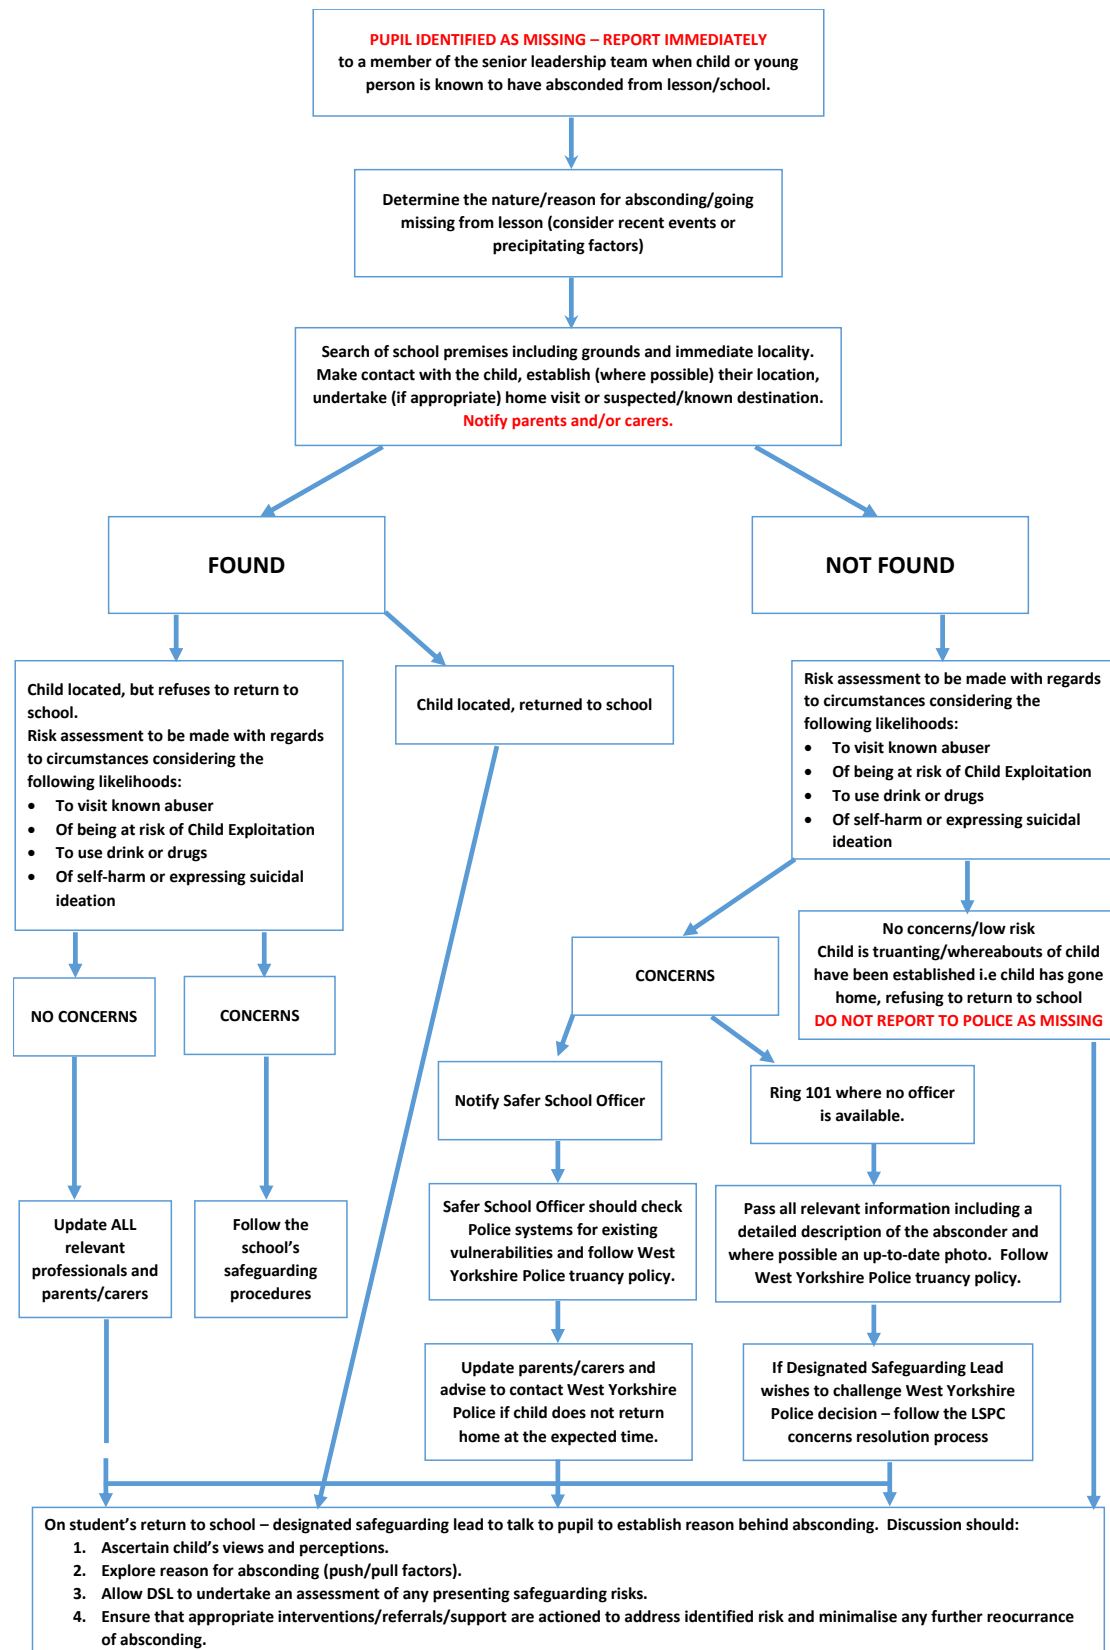 PUPIL IDENTIFIED AS MISSING – REPORT IMMEDIATELY
to a member of the senior leadership team when child or young
person is known to have absconded from lesson/school.
Determine the nature/reason for absconding/going
missing from lesson (consider recent events or
precipitating factors)
Search of school premises including grounds and immediate locality.
Make contact with the child, establish (where possible) their location,
undertake (if appropriate) home visit or suspected/known destination.
Notify parents and/or carers.
FOUND
NOT FOUND
Child located, but refuses to return to
school.
Risk assessment to be made with regards
to circumstances considering the
following likelihoods:
• To visit known abuser
• Of being at risk of Child Exploitation
• To use drink or drugs
• Of self-harm or expressing suicidal
ideation
Child located, returned to school
Risk assessment to be made with regards
to circumstances considering the
following likelihoods:
• To visit known abuser
• Of being at risk of Child Exploitation
• To use drink or drugs
• Of self-harm or expressing suicidal
ideation
NO CONCERNS
CONCERNS
CONCERNS
No concerns/low risk
Child is truanting/whereabouts of child
have been established i.e child has gone
home, refusing to return to school
DO NOT REPORT TO POLICE AS MISSING
Notify Safer School Officer
Ring 101 where no officer
is available.
Update ALL
relevant
professionals and
parents/carers
Follow the
school's
safeguarding
procedures
Safer School Officer should check
Police systems for existing
vulnerabilities and follow West
Yorkshire Police truancy policy.
Pass all relevant information including a
detailed description of the absconder and
where possible an up-to-date photo.  Follow
West Yorkshire Police truancy policy.
Update parents/carers and
advise to contact West Yorkshire
Police if child does not return
home at the expected time.
If Designated Safeguarding Lead
wishes to challenge West Yorkshire
Police decision – follow the LSPC
concerns resolution process
On student's return to school – designated safeguarding lead to talk to pupil to establish reason behind absconding.  Discussion should:
1. Ascertain child's views and perceptions.
2. Explore reason for absconding (push/pull factors).
3. Allow DSL to undertake an assessment of any presenting safeguarding risks.
4. Ensure that appropriate interventions/referrals/support are actioned to address identified risk and minimalise any further reocurrance
of absconding.